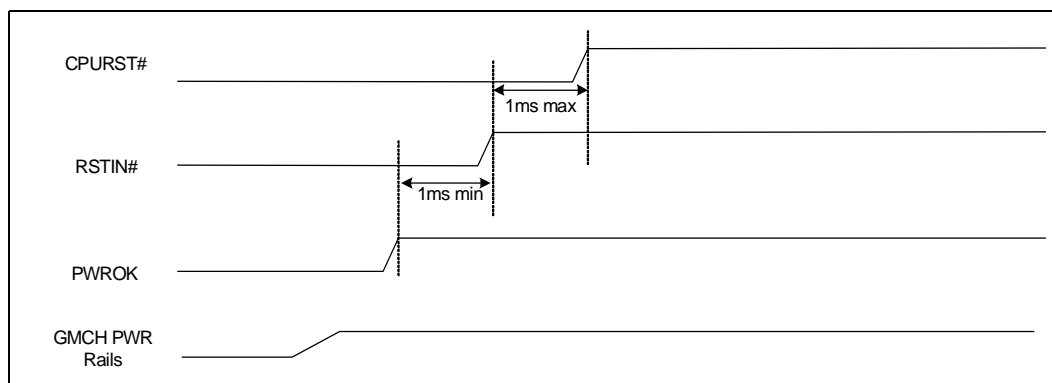 CPURST#
1ms max
RSTIN#
1ms min
PWROK
GMCH PWR
Rails